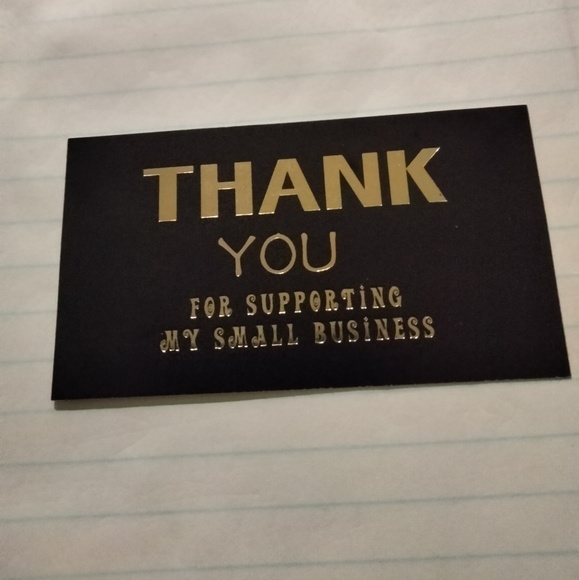 THANK
YOU
FOR SUPPORTiNG
MY SMALL BUSiNESS